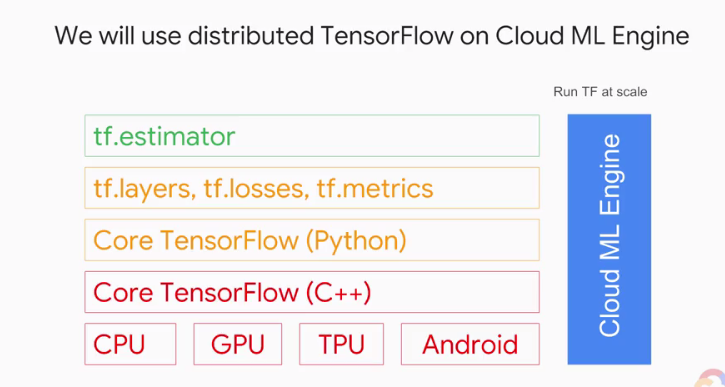 We will use distributed TensorFlow on Cloud ML Engine
Run TF at scale
tf.estimator
tf.layers, tf.losses, tf.metrics
Core TensorFlow (Python)
Core TensorFlow (C++)
CPU GPU TPU Android
Cloud ML Engine